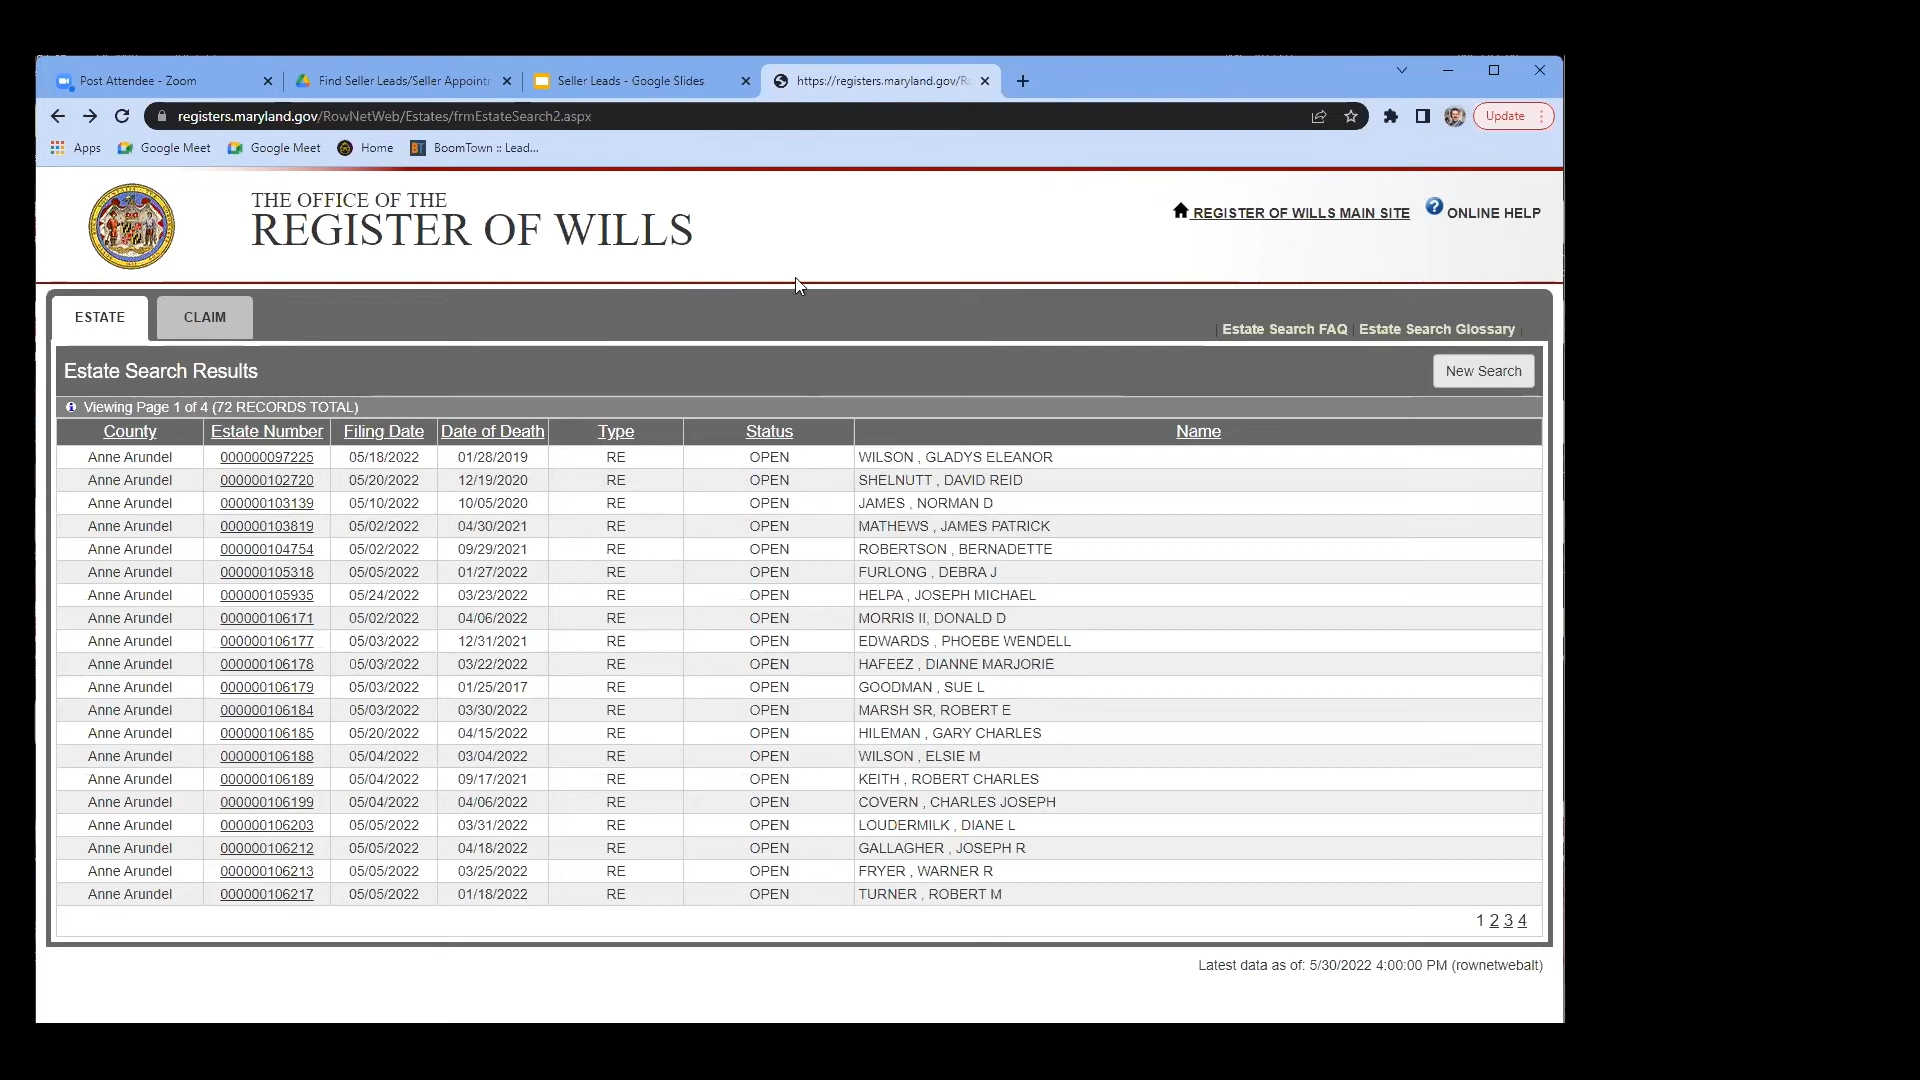 Post Attendee - Zoom
Find Seller Leads/Seller Appoint
Seller Leads - Google Slides
https://registers.maryland.gov/R
registers.maryland.gov/RowNetWeb/Estates/frmEstateSearch2.aspx
Update
Apps Google Meet Google Meet Home BT BoomTown :: Lead...
THE OFFICE OF THE
REGISTER OF WILLS
REGISTER OF WILLS MAIN SITE
? ONLINE HELP
ESTATE
CLAIM
Estate Search FAQ | Estate Search Glossary
Estate Search Results
New Search
Viewing Page 1 of 4 (72 RECORDS TOTAL)
County Estate Number Filing Date Date of Death Type Status Name
Anne Arundel 000000097225 05/18/2022 01/28/2019 RE OPEN WILSON , GLADYS ELEANOR
Anne Arundel 000000102720 05/20/2022 12/19/2020 RE OPEN SHELNUTT , DAVID REID
Anne Arundel 000000103139 05/10/2022 10/05/2020 RE OPEN JAMES , NORMAN D
Anne Arundel 000000103819 05/02/2022 04/30/2021 RE OPEN MATHEWS , JAMES PATRICK
Anne Arundel 000000104754 05/02/2022 09/29/2021 RE OPEN ROBERTSON , BERNADETTE
Anne Arundel 000000105318 05/05/2022 01/27/2022 RE OPEN FURLONG , DEBRA J
Anne Arundel 000000105935 05/24/2022 03/23/2022 RE OPEN HELPA , JOSEPH MICHAEL
Anne Arundel 000000106171 05/02/2022 04/06/2022 RE OPEN MORRIS II, DONALD D
Anne Arundel 000000106177 05/03/2022 12/31/2021 RE OPEN EDWARDS , PHOEBE WENDELL
Anne Arundel 000000106178 05/03/2022 03/22/2022 RE OPEN HAFEEZ , DIANNE MARJORIE
Anne Arundel 000000106179 05/03/2022 01/25/2017 RE OPEN GOODMAN , SUE L
Anne Arundel 000000106184 05/03/2022 03/30/2022 RE OPEN MARSH SR, ROBERT E
Anne Arundel 000000106185 05/20/2022 04/15/2022 RE OPEN HILEMAN , GARY CHARLES
Anne Arundel 000000106188 05/04/2022 03/04/2022 RE OPEN WILSON , ELSIE M
Anne Arundel 000000106189 05/04/2022 09/17/2021 RE OPEN KEITH , ROBERT CHARLES
Anne Arundel 000000106199 05/04/2022 04/06/2022 RE OPEN COVERN , CHARLES JOSEPH
Anne Arundel 000000106203 05/05/2022 03/31/2022 RE OPEN LOUDERMILK , DIANE L
Anne Arundel 000000106212 05/05/2022 04/18/2022 RE OPEN GALLAGHER , JOSEPH R
Anne Arundel 000000106213 05/05/2022 03/25/2022 RE OPEN FRYER , WARNER R
Anne Arundel 000000106217 05/05/2022 01/18/2022 RE OPEN TURNER , ROBERT M
1 2 3 4
Latest data as of: 5/30/2022 4:00:00 PM (rownetwebalt)